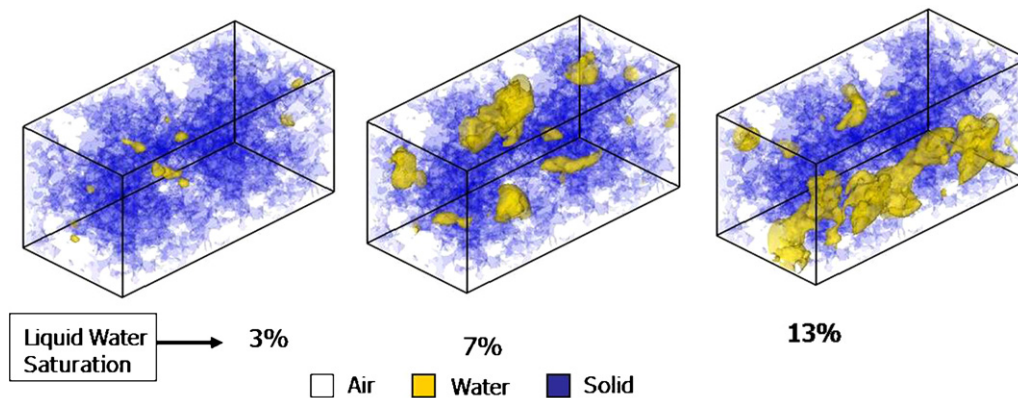 Liquid Water
Saturation
3%
7%
13%
Air
Water
Solid